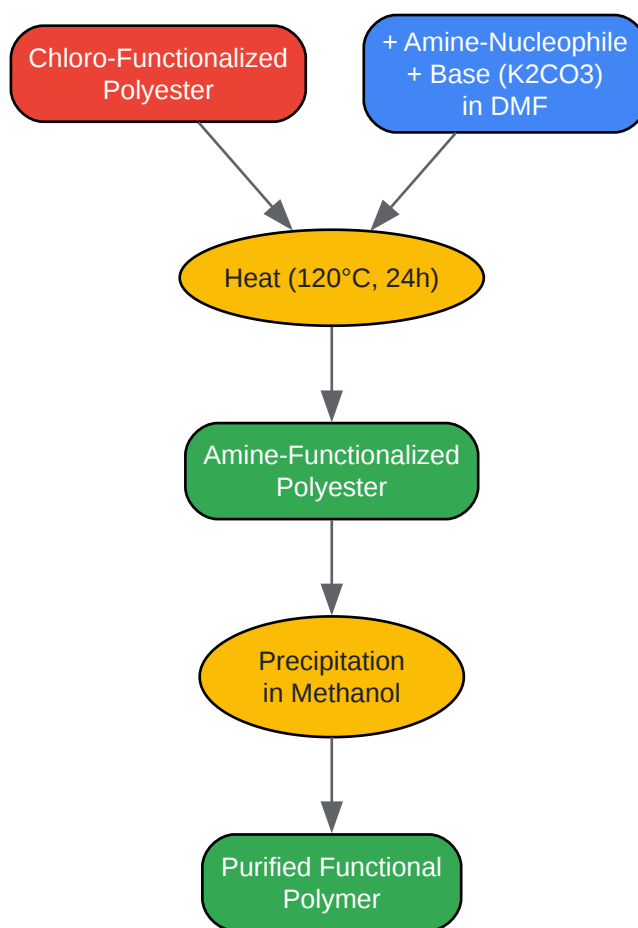 Chloro-Functionalized
Polyester
+ Amine-Nucleophile
+ Base (K2CO3)
in DMF
Heat (120°C, 24h)
Amine-Functionalized
Polyester
Precipitation
in Methanol
Purified Functional
Polymer